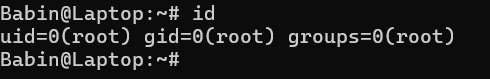 Babin@Laptop:~# id
uid=0(root) gid=0(root) groups=0(root)
Babin@Laptop:~#